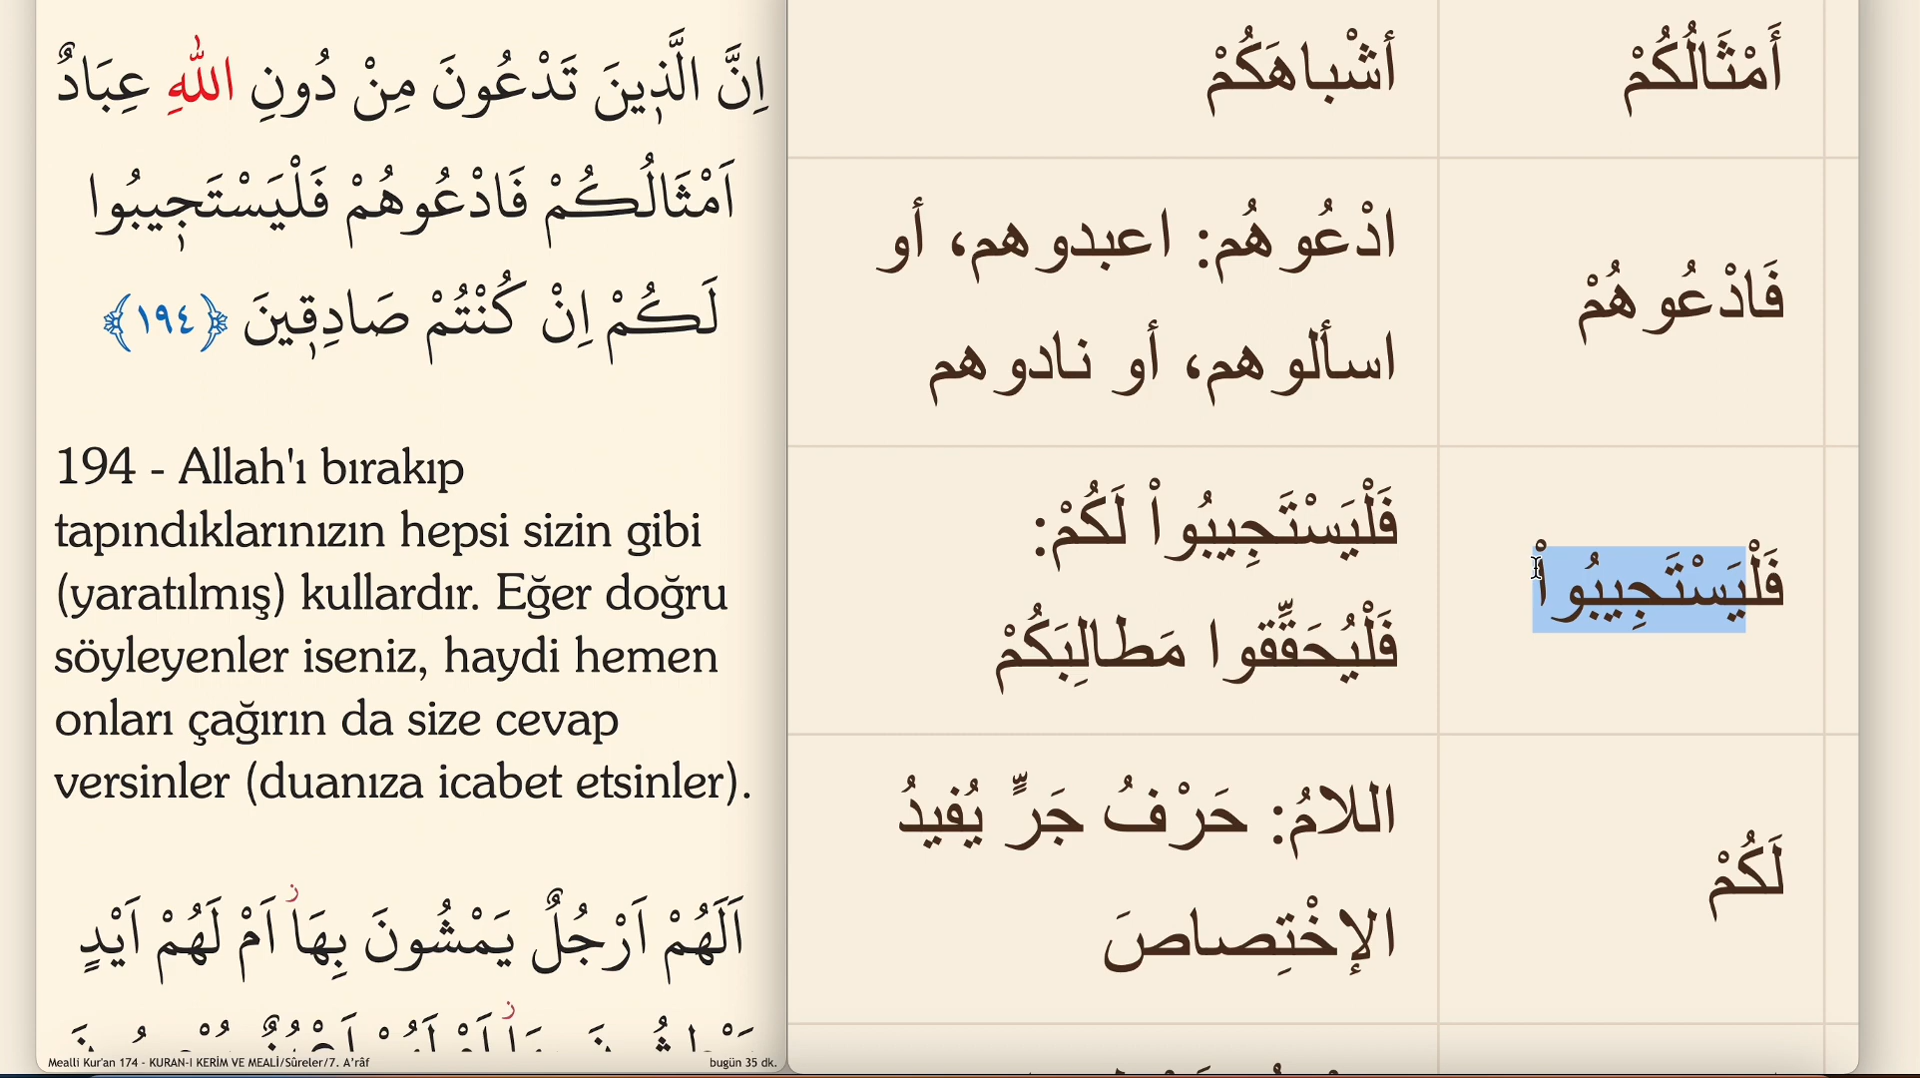 اِنَّ الَّذ۪ينَ تَدْعُونَ مِنْ دُونِ اللّٰهِ عِبَادٌ
اَمْثَالُكُمْ فَادْعُوهُمْ فَلْيَسْتَج۪يبُوا
لَكُمْ اِنْ كُنْتُمْ صَادِق۪ينَ ﴿١٩٤﴾
194 - Allah'ı bırakıp
tapındıklarınızın hepsi sizin gibi
(yaratılmış) kullardır. Eğer doğru
söyleyenler iseniz, haydi hemen
onları çağırın da size cevap
versinler (duanıza icabet etsinler).
اَلَهُمْ اَرْجُلٌ يَمْشُونَ بِهَاۘ اَمْ لَهُمْ اَيْدٍ
Mealli Kur'an 174 - KURAN-I KERİM VE MEALİ/Sûreler/7. A'râf
bugün 35 dk.
أَمْثَالُكُمْ
أشْباهَكُمْ
فَادْعُوهُمْ
ادْعُوهُم: اعبدوهم، أو
اسألوهم، أو نادوهم
فَلْيَسْتَجِيبُواْ
فَلْيَسْتَجِيبُواْ لَكُمْ:
فَلْيُحَقِّقوا مَطالِبَكُمْ
لَكُمْ
اللامُ: حَرْفُ جَرٍّ يُفيدُ
الإخْتِصاصَ